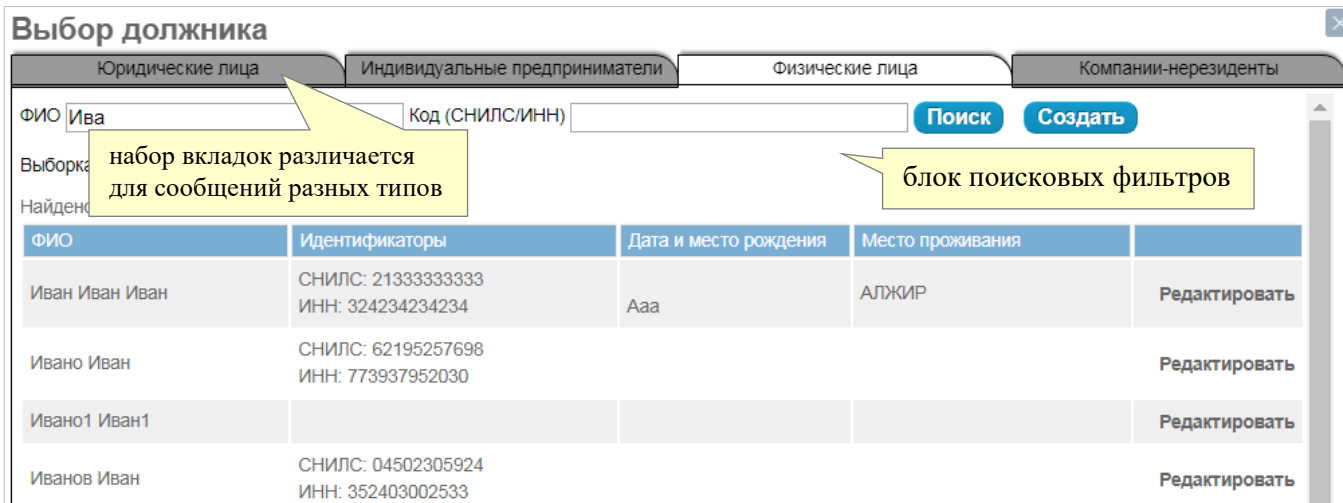 Выбор должника
Юридические лица Индивидуальные предприниматели Физические лица Компании-нерезиденты
ФИО Ива Код (СНИЛС/ИНН) Поиск Создать
набор вкладок различается
для сообщений разных типов
блок поисковых фильтров
ФИО Идентификаторы Дата и место рождения Место проживания
Иван Иван Иван СНИЛС: 21333333333
ИНН: 324234234234 Ааа АЛЖИР Редактировать
Ивано Иван СНИЛС: 62195257698
ИНН: 773937952030 Редактировать
Ивано1 Иван1 Редактировать
Иванов Иван СНИЛС: 04502305924
ИНН: 352403002533 Редактировать